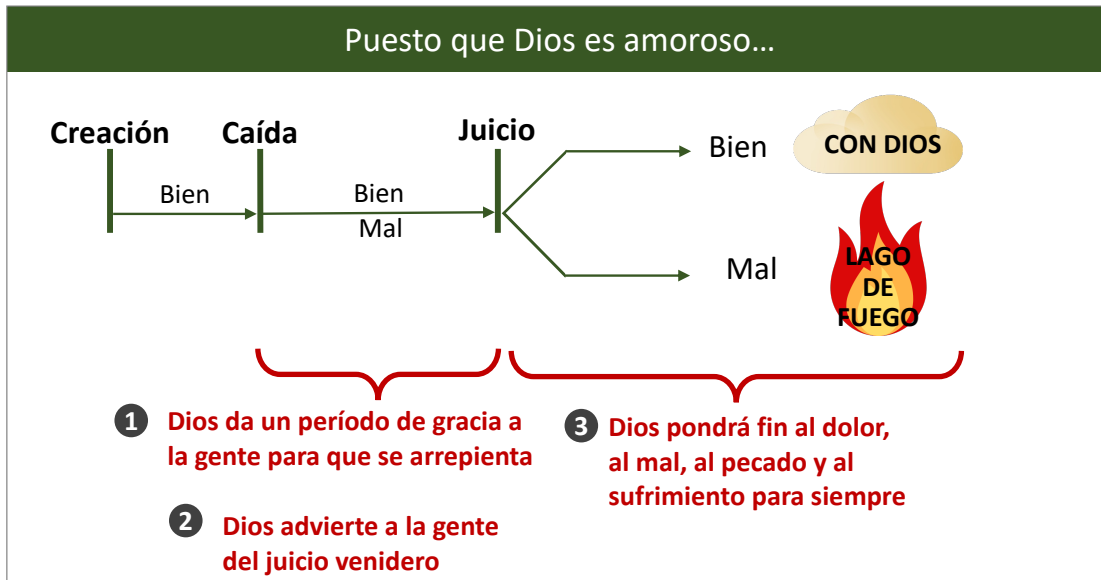 Puesto que Dios es amoroso…
Creación
Caída
Juicio
Bien
Bien
Mal
Bien
CON DIOS
Mal
LAGO
DE
FUEGO
1 Dios da un período de gracia a
la gente para que se arrepienta
2 Dios advierte a la gente
del juicio venidero
3 Dios pondrá fin al dolor,
al mal, al pecado y al
sufrimiento para siempre